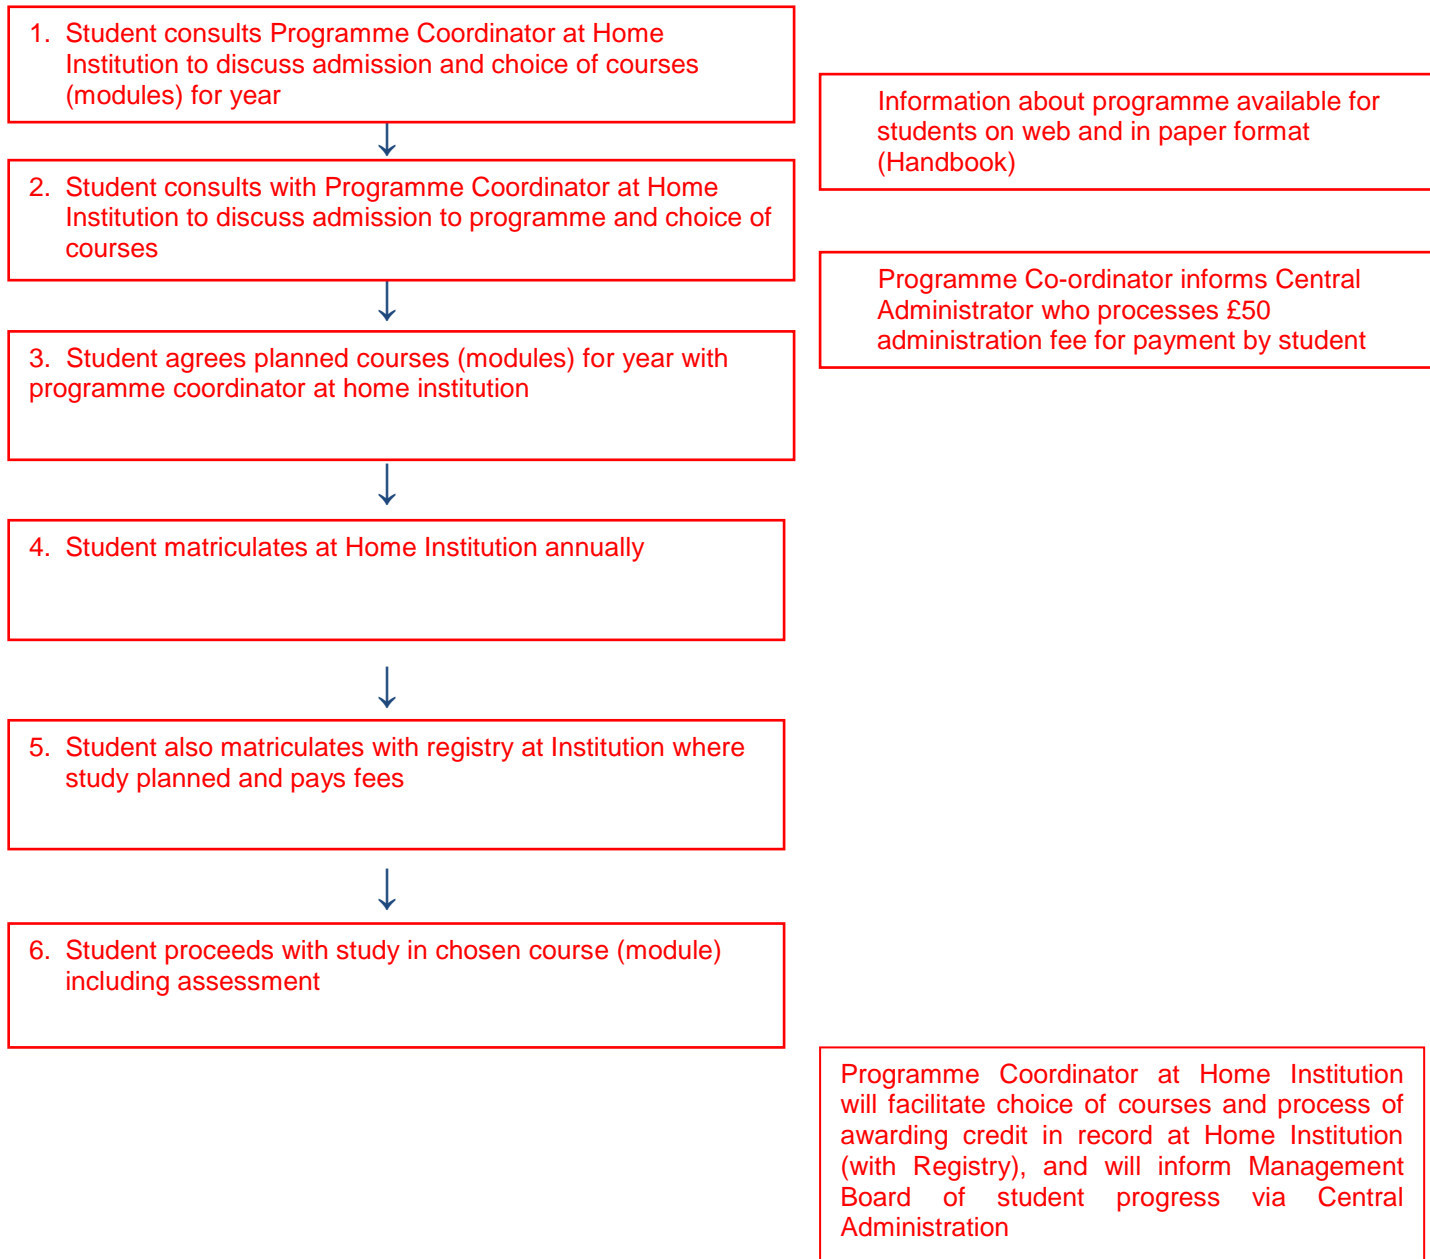 1. Student consults Programme Coordinator at Home
Institution to discuss admission and choice of courses
(modules) for year
Information about programme available for
students on web and in paper format
(Handbook)
2. Student consults with Programme Coordinator at Home
Institution to discuss admission to programme and choice of
courses
Programme Co-ordinator informs Central
Administrator who processes £50
administration fee for payment by student
3. Student agrees planned courses (modules) for year with
programme coordinator at home institution
4. Student matriculates at Home Institution annually
5. Student also matriculates with registry at Institution where
study planned and pays fees
6. Student proceeds with study in chosen course (module)
including assessment
Programme Coordinator at Home Institution
will facilitate choice of courses and process of
awarding credit in record at Home Institution
(with Registry), and will inform Management
Board of student progress via Central
Administration